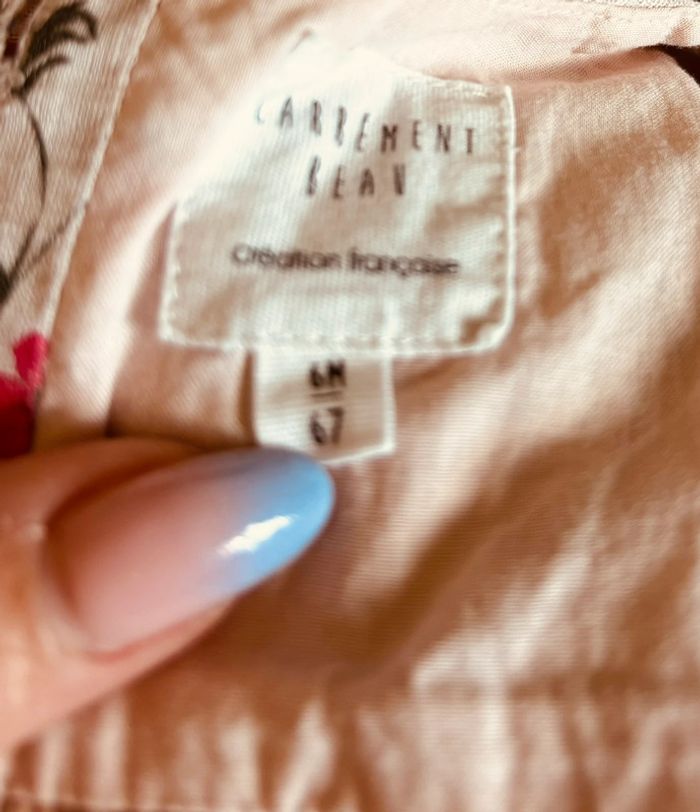 CARREMENT
BEAU
Création française
6M
67